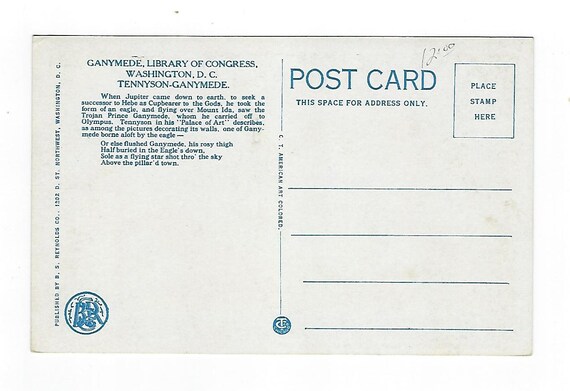 GANYMEDE, LIBRARY OF CONGRESS,
WASHINGTON, D. C.
TENNYSON-GANYMEDE.
When Jupiter came down to earth, to seek a
successor to Hebe as Cupbearer to the Gods, he took the
form of an eagle, and flying over Mount Ida, saw the
Trojan Prince Ganymede, whom he carried off to
Olympus. Tennyson in his "Palace of Art" describes,
as among the pictures decorating its walls, one of Gany-
mede borne aloft by the eagle—
Or else flushed Ganymede, his rosy thigh
Half buried in the Eagle's down,
Sole as a flying star shot thro' the sky
Above the pillar'd town.
PUBLISHED BY B. S. REYNOLDS CO., 1202 D. ST. NORTHWEST, WASHINGTON, D. C.
C. T. AMERICAN ART COLORED.
12.00
POST CARD
THIS SPACE FOR ADDRESS ONLY.
PLACE
STAMP
HERE